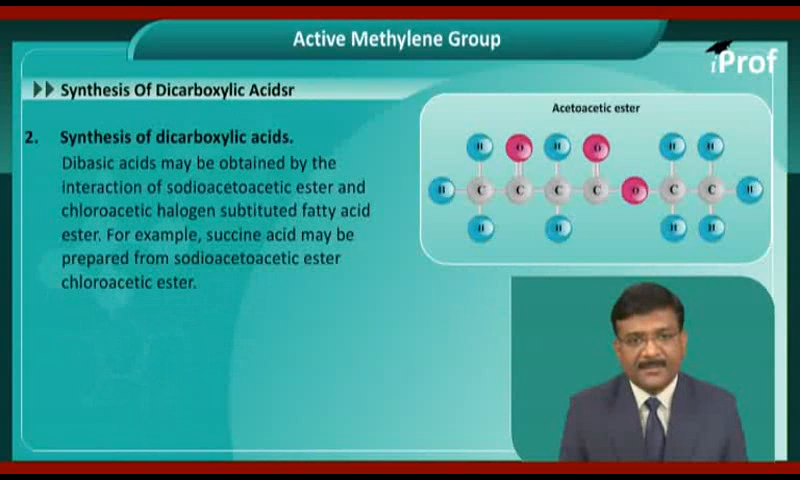 Active Methylene Group
iProf
Synthesis Of Dicarboxylic Acidsr
2. Synthesis of dicarboxylic acids.
Dibasic acids may be obtained by the
interaction of sodioacetoacetic ester and
chloroacetic halogen subtituted fatty acid
ester. For example, succine acid may be
prepared from sodioacetoacetic ester
chloroacetic ester.
Acetoacetic ester
H O H O H H
H C C C C O C C H
H H H H